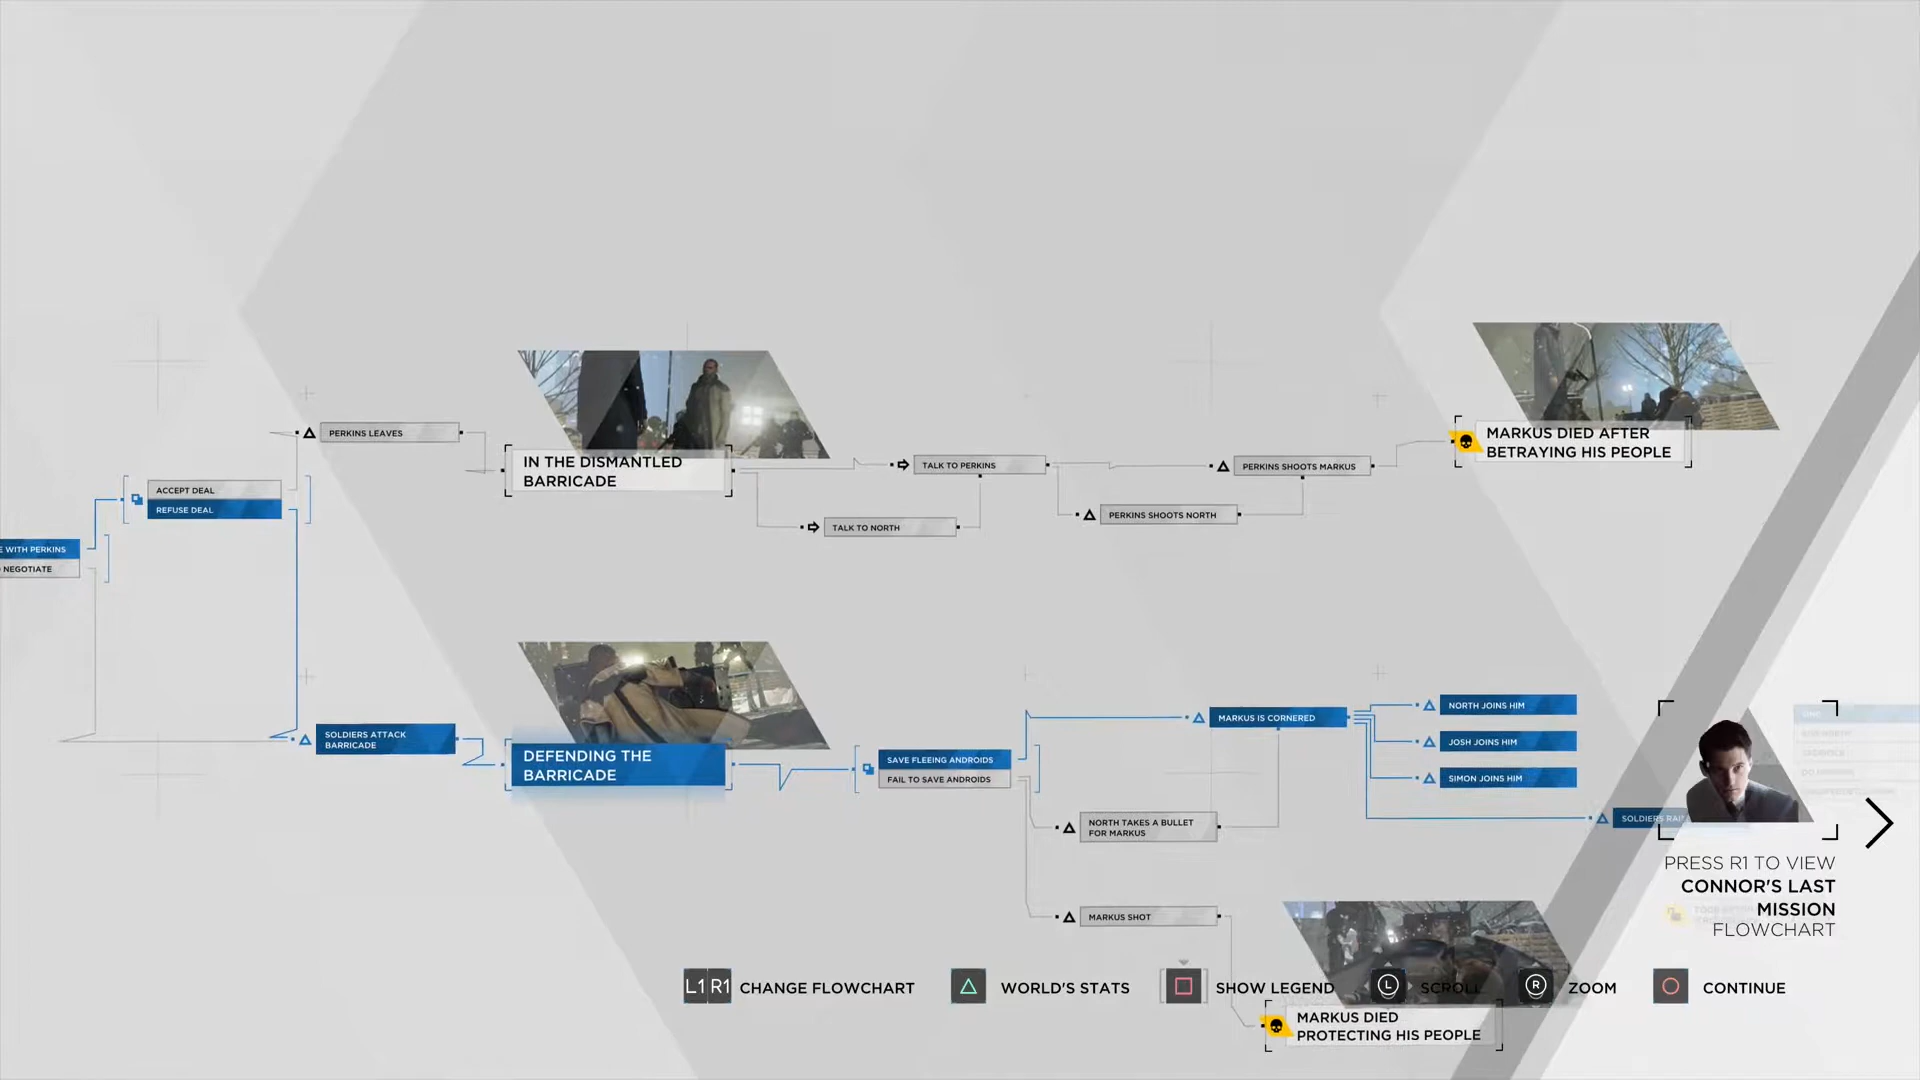 PERKINS LEAVES
IN THE DISMANTLED
BARRICADE
TALK TO PERKINS
TALK TO NORTH
PERKINS SHOOTS MARKUS
PERKINS SHOOTS NORTH
MARKUS DIED AFTER
BETRAYING HIS PEOPLE
ACCEPT DEAL
REFUSE DEAL
E WITH PERKINS
NEGOTIATE
SOLDIERS ATTACK
BARRICADE
DEFENDING THE
BARRICADE
SAVE FLEEING ANDROIDS
FAIL TO SAVE ANDROIDS
MARKUS IS CORNERED
NORTH JOINS HIM
JOSH JOINS HIM
SIMON JOINS HIM
SOLDIERS RAI
NORTH TAKES A BULLET
FOR MARKUS
MARKUS SHOT
PRESS R1 TO VIEW
CONNOR'S LAST
MISSION
FLOWCHART
L1 R1 CHANGE FLOWCHART
WORLD'S STATS
SHOW LEGEND
L SCROLL
R ZOOM
CONTINUE
MARKUS DIED
PROTECTING HIS PEOPLE